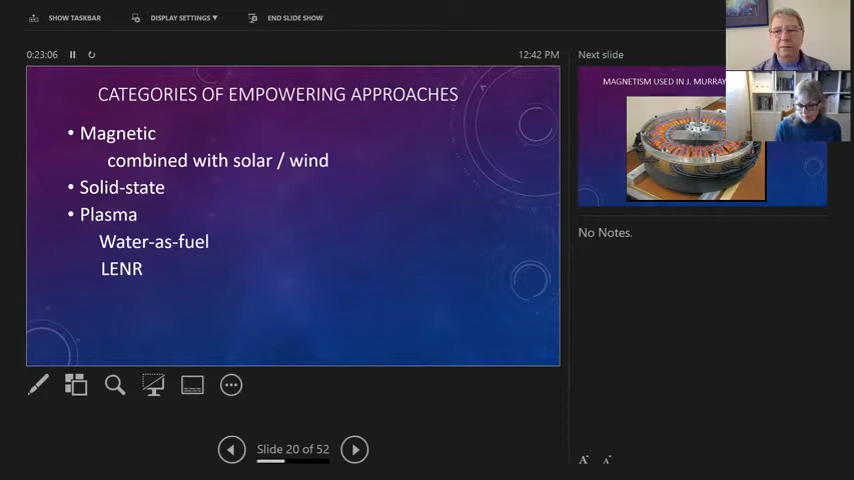 SHOW TASKBAR
DISPLAY SETTINGS ▼
END SLIDE SHOW
0:23:06
12:42 PM
CATEGORIES OF EMPOWERING APPROACHES
• Magnetic
combined with solar / wind
• Solid-state
• Plasma
Water-as-fuel
LENR
Slide 20 of 52
Next slide
MAGNETISM USED IN J. MURRAY
No Notes.
A A